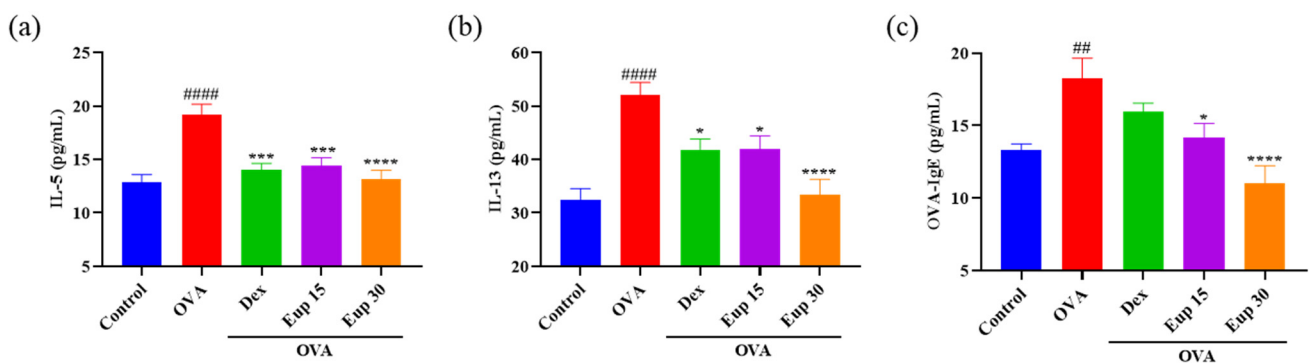 (a)
IL-5 (pg/mL)
25
20
15
10
5
####
***
***
****
Control
OVA
Dex
Eup 15
Eup 30
OVA
(b)
IL-13 (pg/mL)
60
50
40
30
20
####
*
*
****
Control
OVA
Dex
Eup 15
Eup 30
OVA
(c)
OVA-IgE (pg/mL)
20
15
10
5
##
*
****
Control
OVA
Dex
Eup 15
Eup 30
OVA